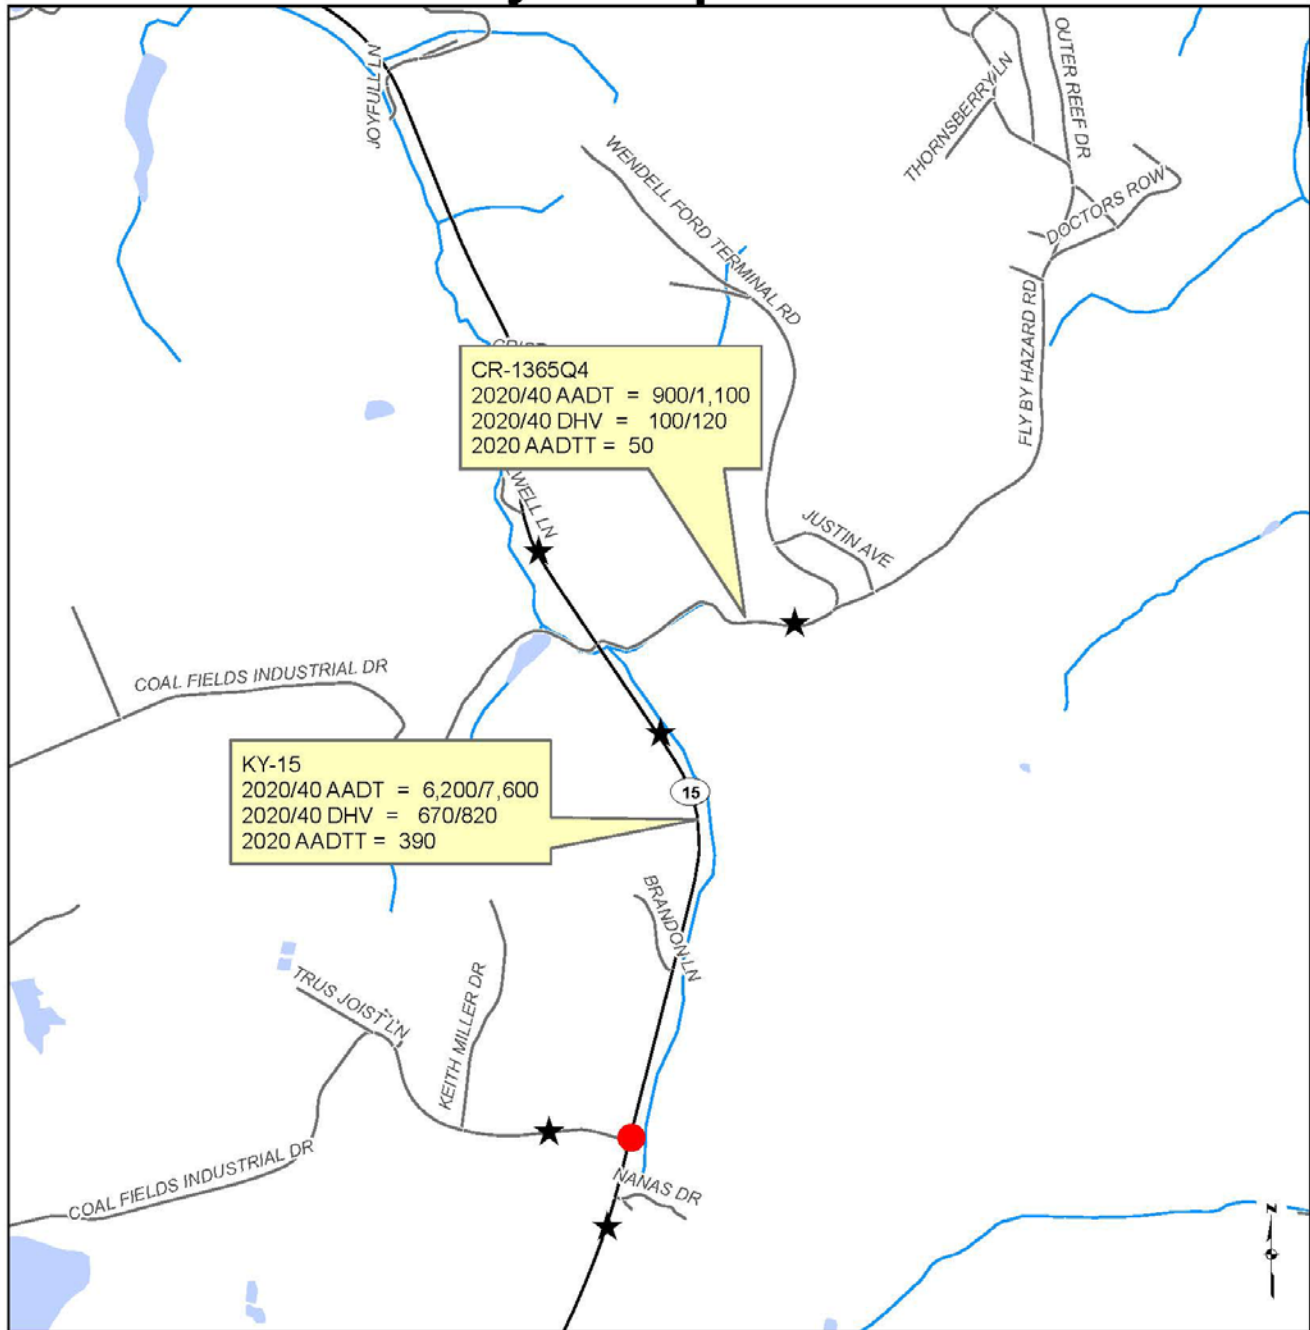 JOYFULL LN
OUTER REEF DR
THORNSBERRY LN
WENDELL FORD TERMINAL RD
DOCTORS ROW
FLY BY HAZARD RD
CR-1365Q4
2020/40 AADT = 900/1,100
2020/40 DHV = 100/120
2020 AADTT = 50
WELL LN
JUSTIN AVE
COAL FIELDS INDUSTRIAL DR
KY-15
2020/40 AADT = 6,200/7,600
2020/40 DHV = 670/820
2020 AADTT = 390
15
BRANDON LN
TRUS JOIST LN
KEITH MILLER DR
COAL FIELDS INDUSTRIAL DR
NANAS DR
N